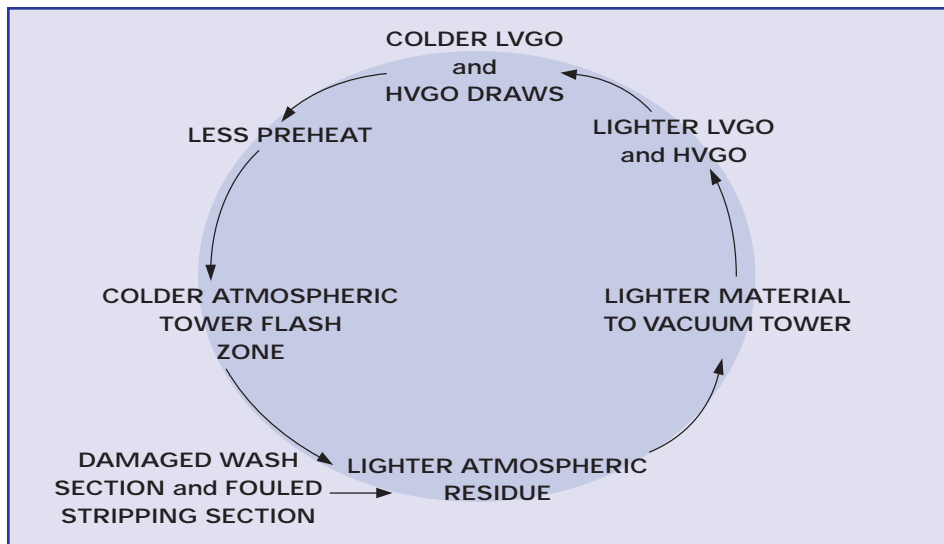 COLDER LVGO
and
HVGO DRAWS
LESS PREHEAT
LIGHTER LVGO
and HVGO
COLDER ATMOSPHERIC
TOWER FLASH
ZONE
LIGHTER MATERIAL
TO VACUUM TOWER
DAMAGED WASH
SECTION and FOULED
STRIPPING SECTION
LIGHTER ATMOSPHERIC
RESIDUE